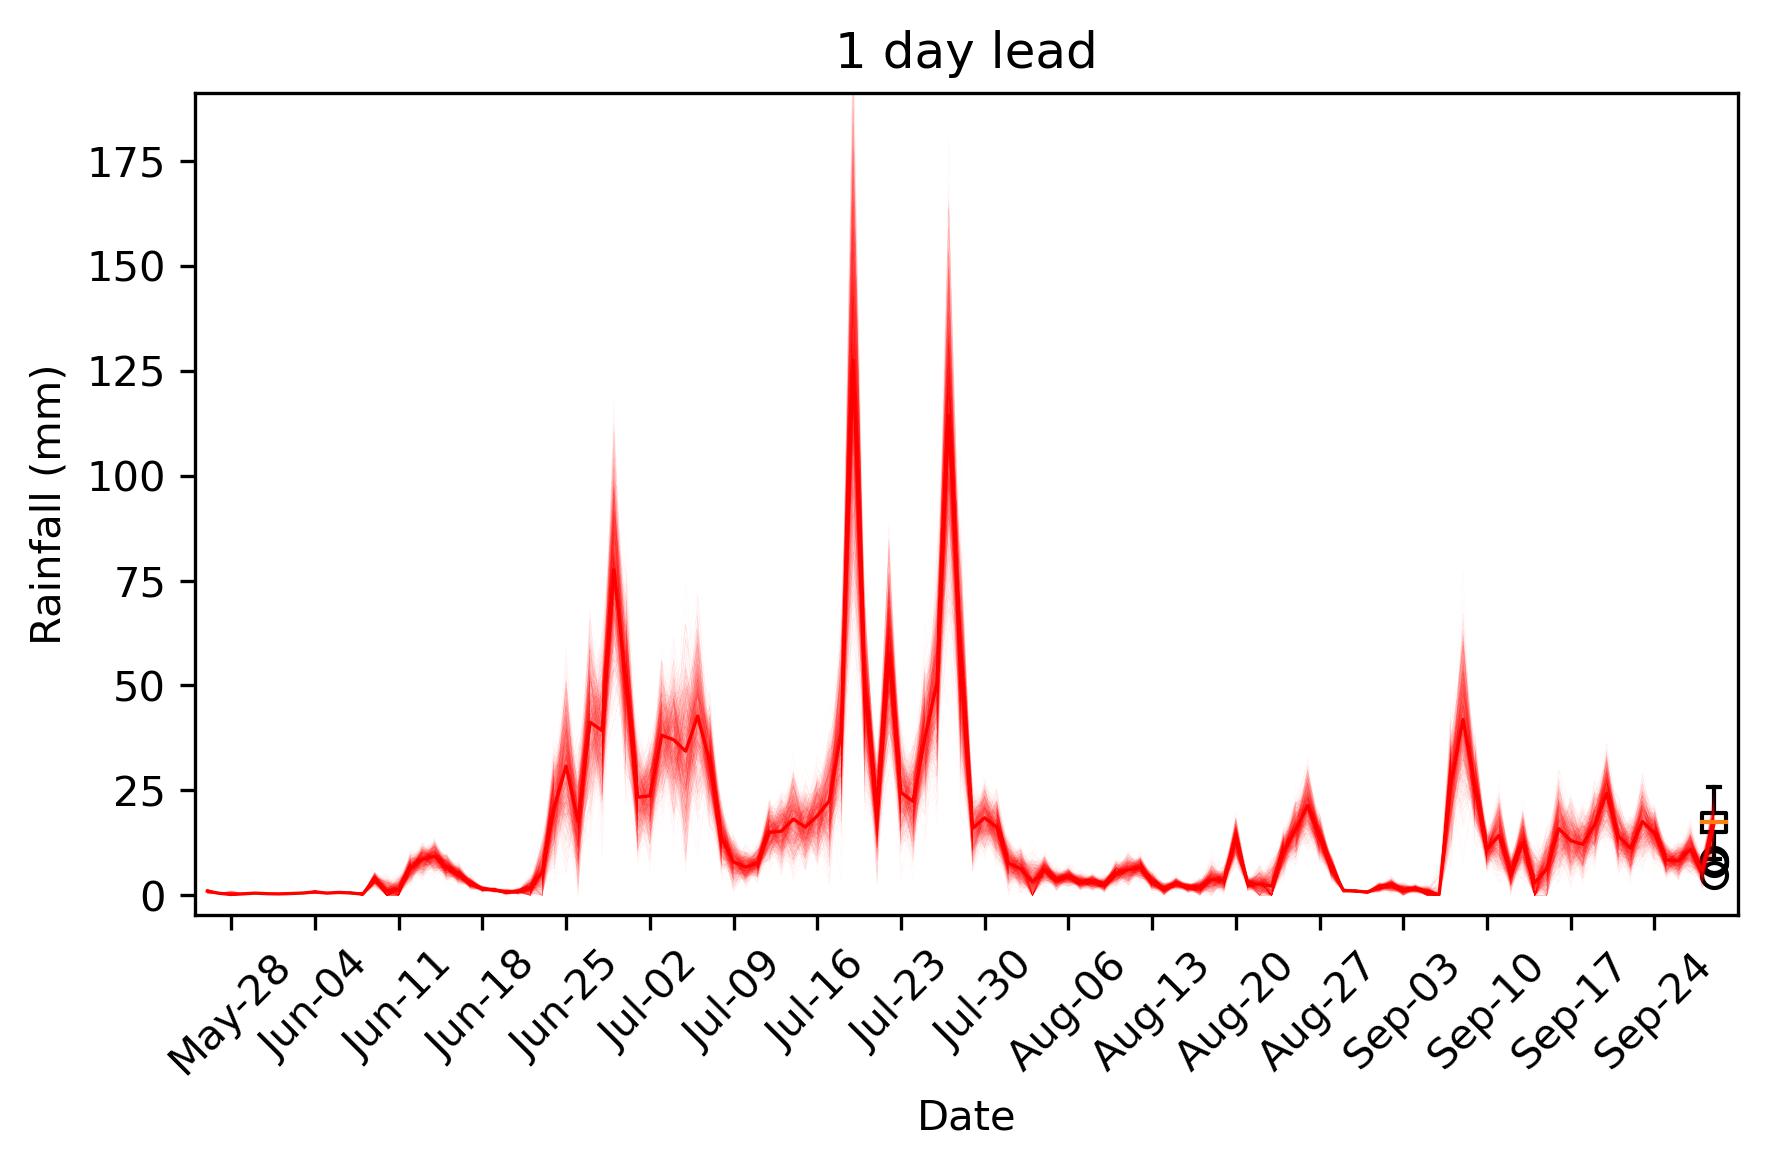 1 day lead
Rainfall (mm)
175
150
125
100
75
50
25
0
May-28
Jun-04
Jun-11
Jun-18
Jun-25
Jul-02
Jul-09
Jul-16
Jul-23
Jul-30
Aug-06
Aug-13
Aug-20
Aug-27
Sep-03
Sep-10
Sep-17
Sep-24
Date